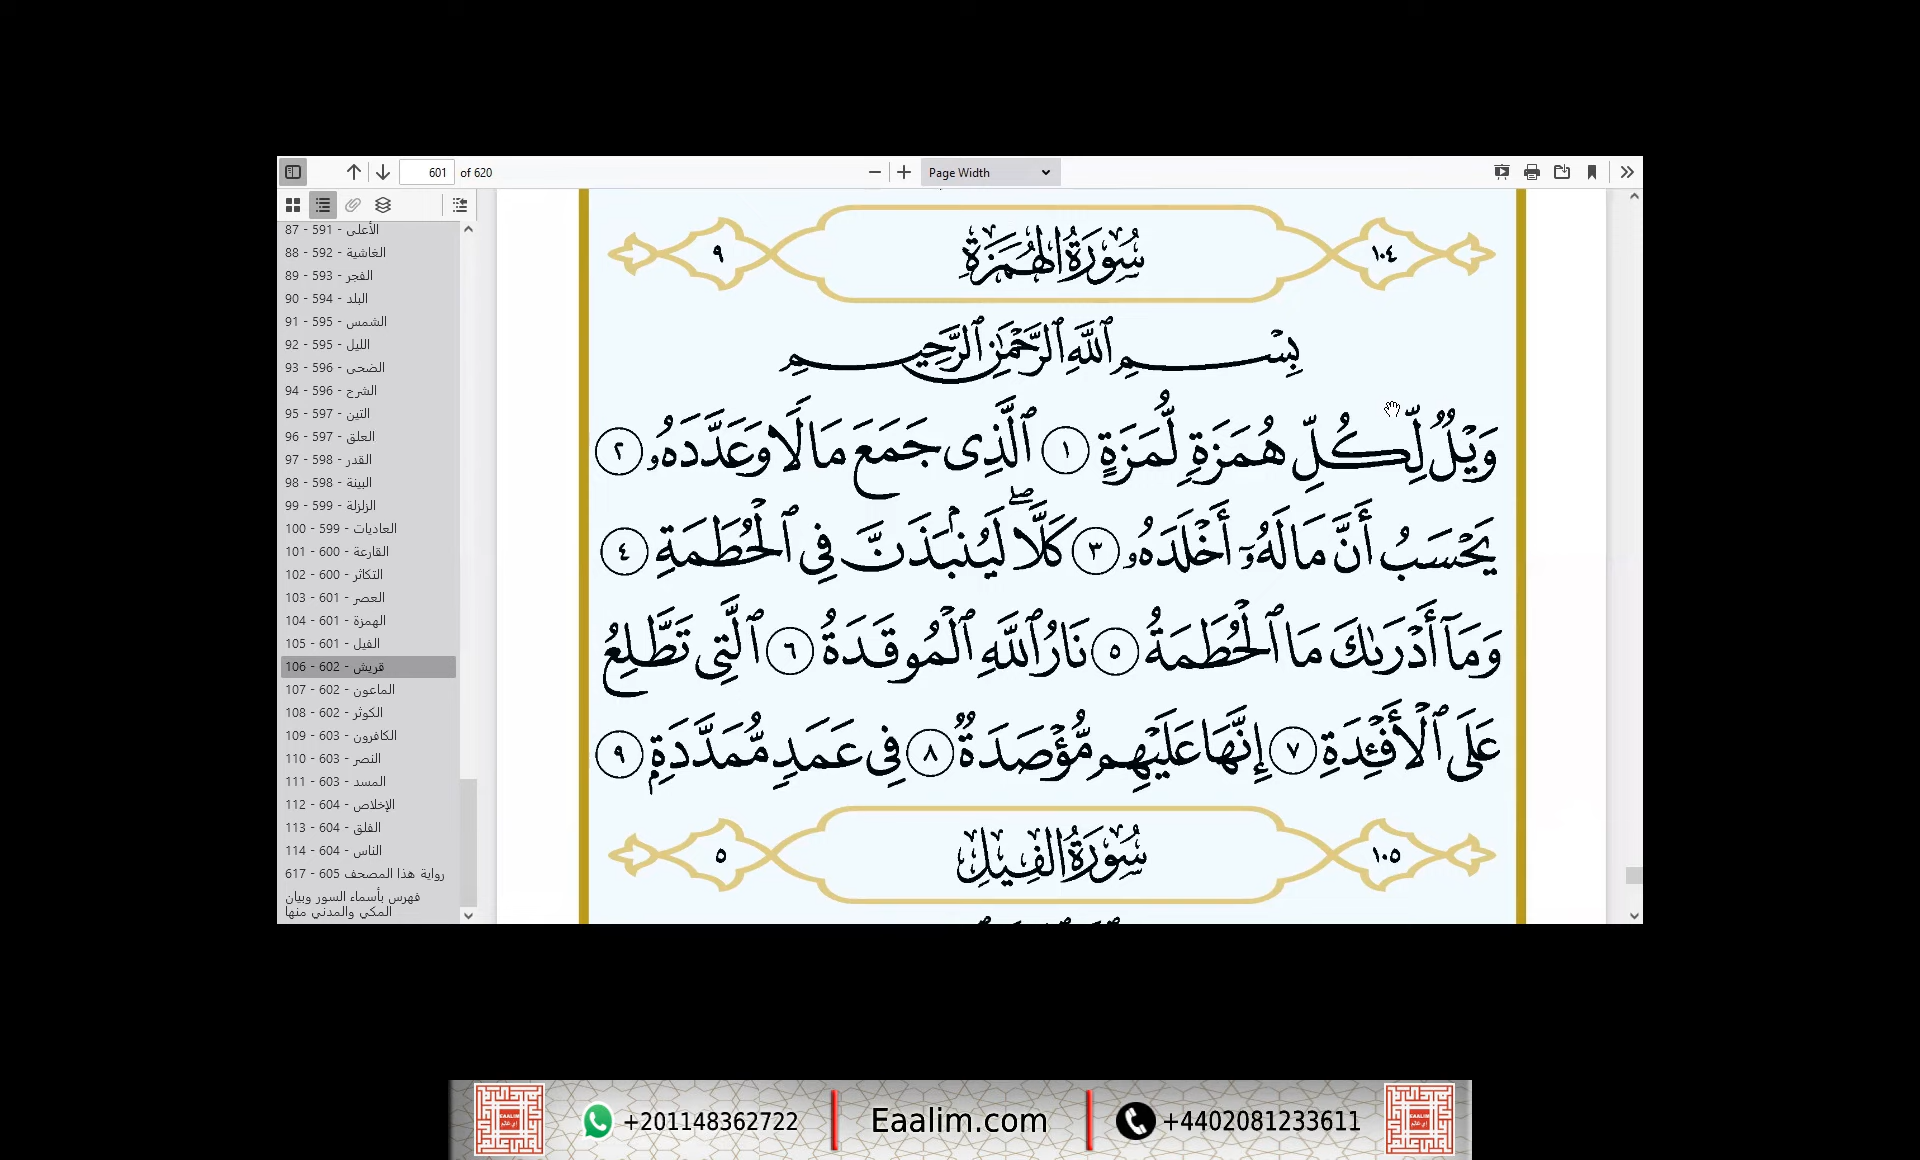 601 of 620 Page Width
87 - 591 - الأعلى
88 - 592 - الغاشية
89 - 593 - الفجر
90 - 594 - البلد
91 - 595 - الشمس
92 - 595 - الليل
93 - 596 - الضحى
94 - 596 - الشرح
95 - 597 - التين
96 - 597 - العلق
97 - 598 - القدر
98 - 598 - البينة
99 - 599 - الزلزلة
100 - 599 - العاديات
101 - 600 - القارعة
102 - 600 - التكاثر
103 - 601 - العصر
104 - 601 - الهمزة
105 - 601 - الفيل
106 - 602 - قريش
107 - 602 - الماعون
108 - 602 - الكوثر
109 - 603 - الكافرون
110 - 603 - النصر
111 - 603 - المسد
112 - 604 - الإخلاص
113 - 604 - الفلق
114 - 604 - الناس
رواية هذا المصحف 605 - 617
فهرس بأسماء السور وبيان
المكي والمدني منها
١٠٤ سُورَةُ الهُمَزَةِ ٩
بِسْمِ ٱللَّهِ ٱلرَّحْمَٰنِ ٱلرَّحِيمِ
وَيْلٌ لِّكُلِّ هُمَزَةٍ لُّمَزَةٍ ١ ٱلَّذِى جَمَعَ مَالًا وَعَدَّدَهُۥ ٢
يَحْسَبُ أَنَّ مَالَهُۥٓ أَخْلَدَهُۥ ٣ كَلَّاۖ لَيُنۢبَذَنَّ فِى ٱلْحُطَمَةِ ٤
وَمَآ أَدْرَىٰكَ مَا ٱلْحُطَمَةُ ٥ نَارُ ٱللَّهِ ٱلْمُوقَدَةُ ٦ ٱلَّتِى تَطَّلِعُ
عَلَى ٱلْأَفْـِٔدَةِ ٧ إِنَّهَا عَلَيْهِم مُّؤْصَدَةٌ ٨ فِى عَمَدٍ مُّمَدَّدَةٍۭ ٩
١٠٥ سُورَةُ الفِيلِ ٥
EAALIM +201148362722 Eaalim.com +4402081233611 EAALIM